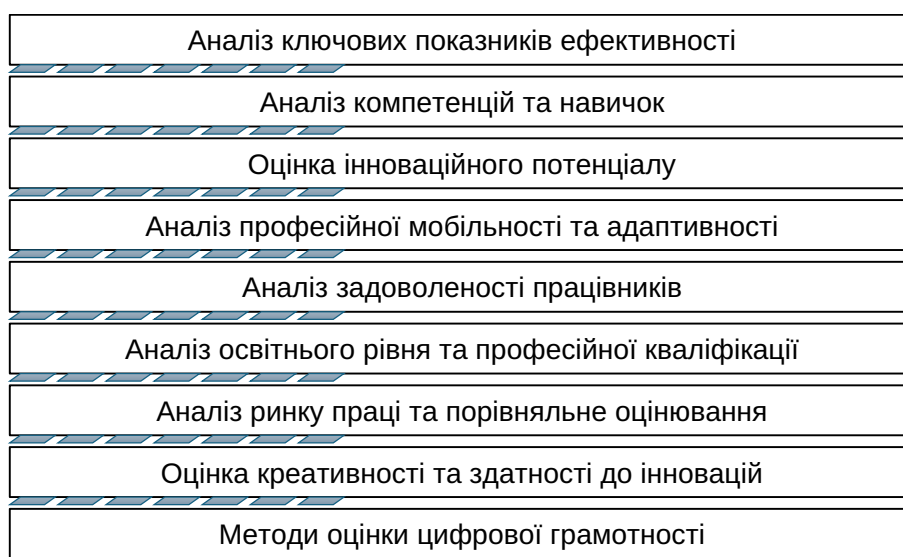 Аналіз ключових показників ефективності
Аналіз компетенцій та навичок
Оцінка інноваційного потенціалу
Аналіз професійної мобільності та адаптивності
Аналіз задоволеності працівників
Аналіз освітнього рівня та професійної кваліфікації
Аналіз ринку праці та порівняльне оцінювання
Оцінка креативності та здатності до інновацій
Методи оцінки цифрової грамотності